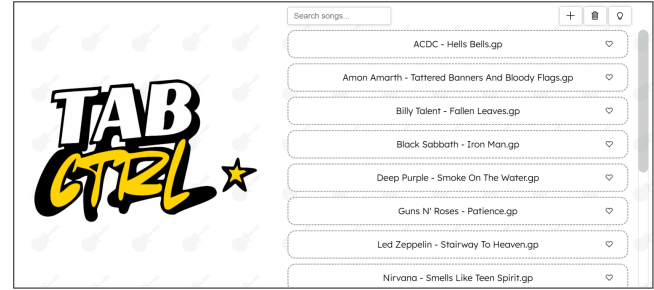 Search songs...
TAB
CTRL
ACDC - Hells Bells.gp
Amon Amarth - Tattered Banners And Bloody Flags.gp
Billy Talent - Fallen Leaves.gp
Black Sabbath - Iron Man.gp
Deep Purple - Smoke On The Water.gp
Guns N' Roses - Patience.gp
Led Zeppelin - Stairway To Heaven.gp
Nirvana - Smells Like Teen Spirit.gp